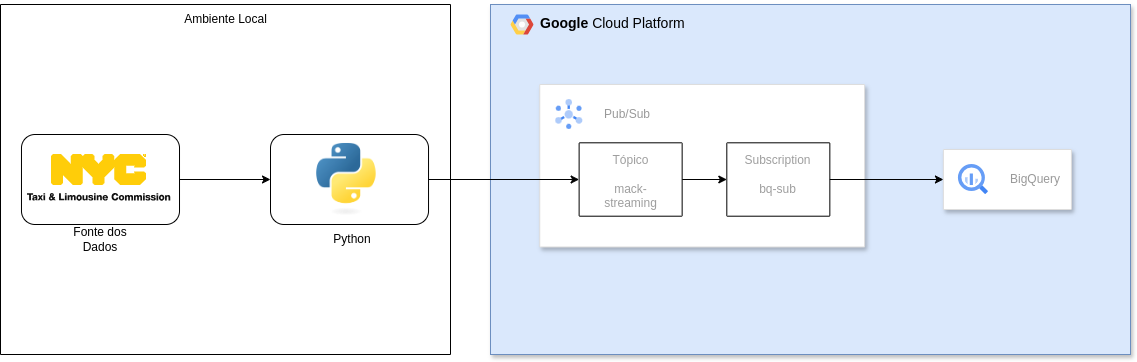 Ambiente Local
NYC
Taxi & Limousine Commission
Fonte dos
Dados
Python
Google Cloud Platform
Pub/Sub
Tópico
mack-
streaming
Subscription
bq-sub
BigQuery